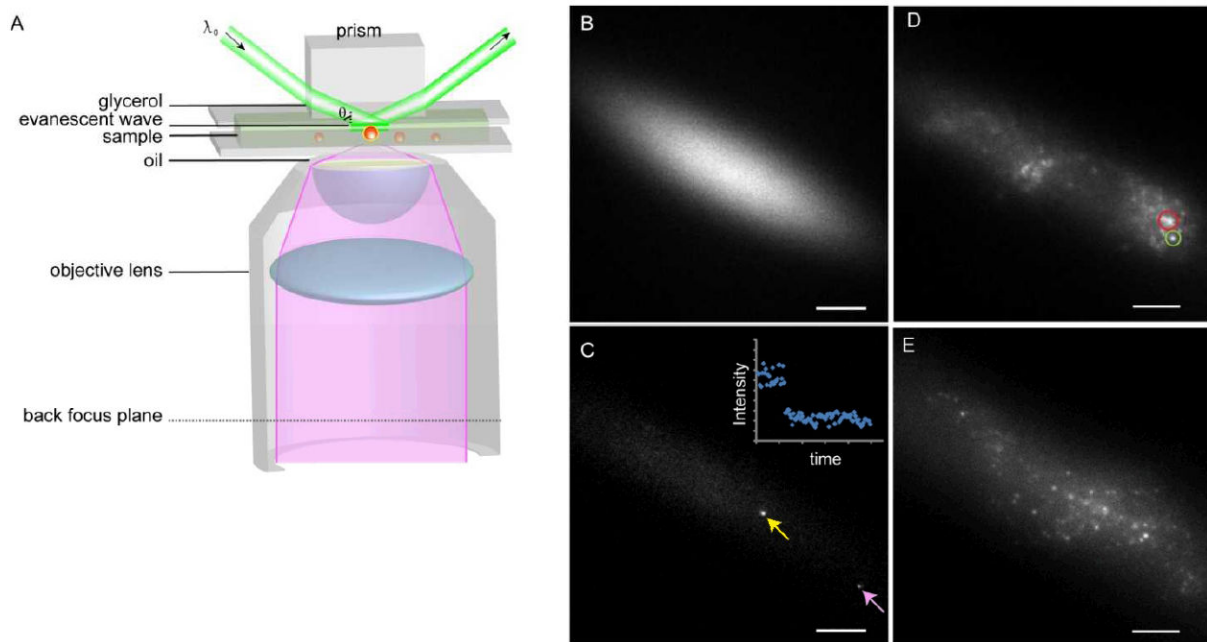 A
λ₀
prism
glycerol
θ
evanescent wave
sample
oil
objective lens
back focus plane
B
C
Intensity
time
D
E